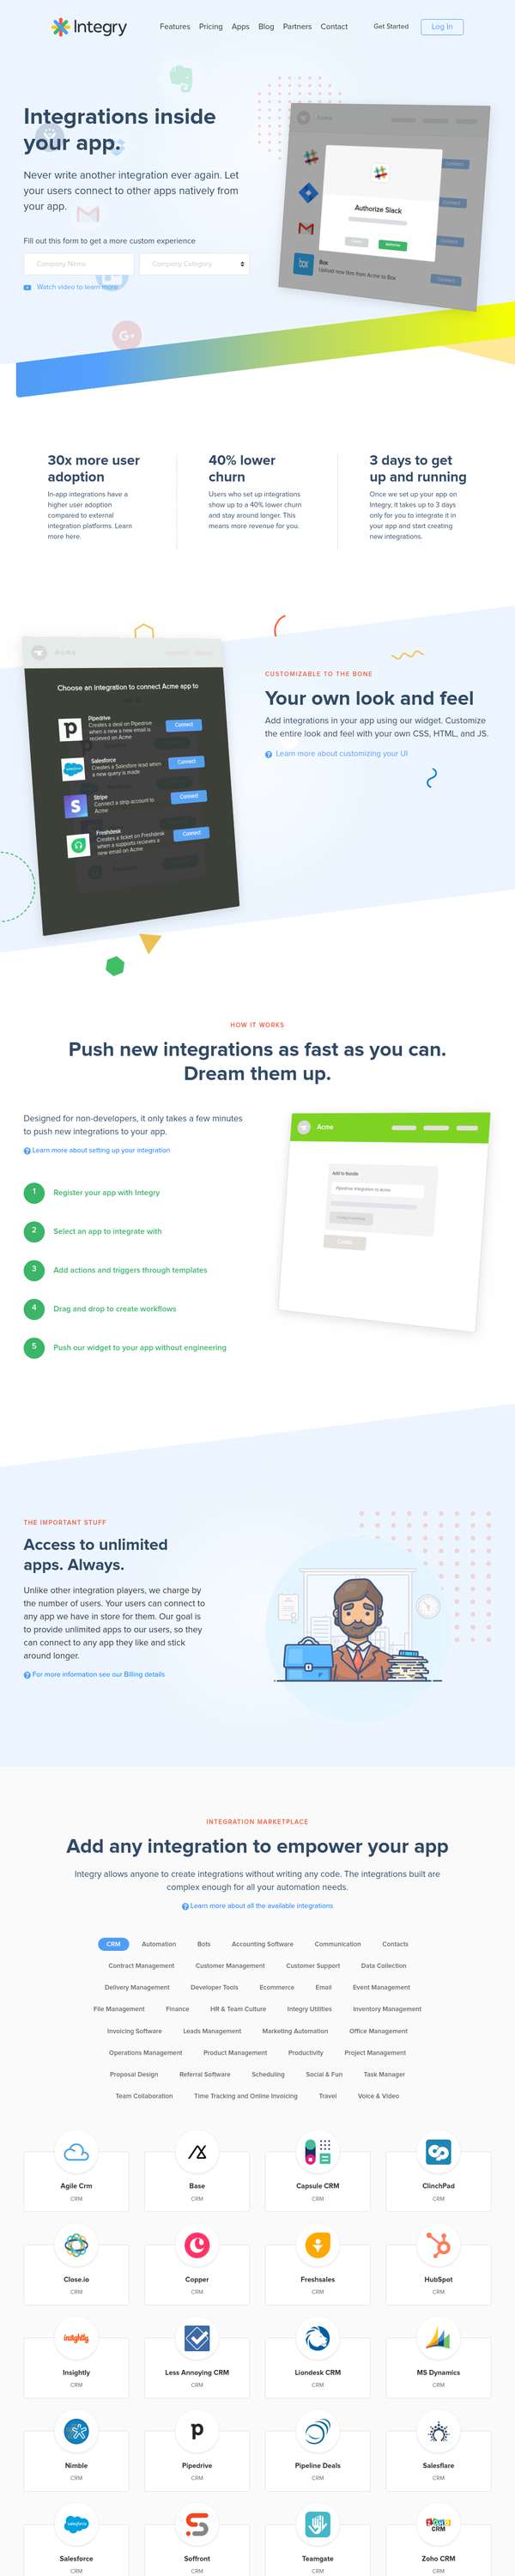 Integry
Features Pricing Apps Blog Partners Contact Get Started Log In
Integrations inside
your app.
Never write another integration ever again. Let
your users connect to other apps natively from
your app.
Fill out this form to get a more custom experience
Company Name Company Category
Watch video to learn more
Acme
Connect
Connect
Connect
Authorize Slack
Box
Upload new files from Acme to Box
Connect
30x more user
adoption
In-app integrations have a
higher user adoption
compared to external
integration platforms. Learn
more here.
40% lower
churn
Users who set up integrations
show up to a 40% lower churn
and stay around longer. This
means more revenue for you.
3 days to get
up and running
Once we set up your app on
Integry, it takes up to 3 days
only for you to integrate it in
your app and start creating
new integrations.
Acme
Choose an Integration to connect Acme app to
Pipedrive
Creates a deal on Pipedrive
when a new a new email is
recieved on Acme
Connect
Salesforce
Creates a Salesfore lead when
a new query is made
Connect
Stripe
Connect a strip account to
Acme
Connect
Freshdesk
Creates a ticket on Freshdesk
when a supports recieves a
new email on Acme
Connect
CUSTOMIZABLE TO THE BONE
Your own look and feel
Add integrations in your app using our widget. Customize
the entire look and feel with your own CSS, HTML, and JS.
Learn more about customizing your UI
HOW IT WORKS
Push new integrations as fast as you can.
Dream them up.
Designed for non-developers, it only takes a few minutes
to push new integrations to your app.
Learn more about setting up your integration
1 Register your app with Integry
2 Select an app to integrate with
3 Add actions and triggers through templates
4 Drag and drop to create workflows
5 Push our widget to your app without engineering
Acme
Add to Bundle
Pipedrive integration to acme
Create
THE IMPORTANT STUFF
Access to unlimited
apps. Always.
Unlike other integration players, we charge by
the number of users. Your users can connect to
any app we have in store for them. Our goal is
to provide unlimited apps to our users, so they
can connect to any app they like and stick
around longer.
For more information see our Billing details
INTEGRATION MARKETPLACE
Add any integration to empower your app
Integry allows anyone to create integrations without writing any code. The integrations built are
complex enough for all your automation needs.
Learn more about all the available integrations
CRM Automation Bots Accounting Software Communication Contacts
Contract Management Customer Management Customer Support Data Collection
Delivery Management Developer Tools Ecommerce Email Event Management
File Management Finance HR & Team Culture Integry Utilities Inventory Management
Invoicing Software Leads Management Marketing Automation Office Management
Operations Management Product Management Productivity Project Management
Proposal Design Referral Software Scheduling Social & Fun Task Manager
Team Collaboration Time Tracking and Online Invoicing Travel Voice & Video
Agile Crm Base Capsule CRM ClinchPad
CRM CRM CRM CRM
Close.io Copper Freshsales HubSpot
CRM CRM CRM CRM
insightly
Insightly Less Annoying CRM Liondesk CRM MS Dynamics
CRM CRM CRM CRM
Nimble Pipedrive Pipeline Deals Salesflare
CRM CRM CRM CRM
salesforce ZOHO CRM
Salesforce Soffront Teamgate Zoho CRM
CRM CRM CRM CRM